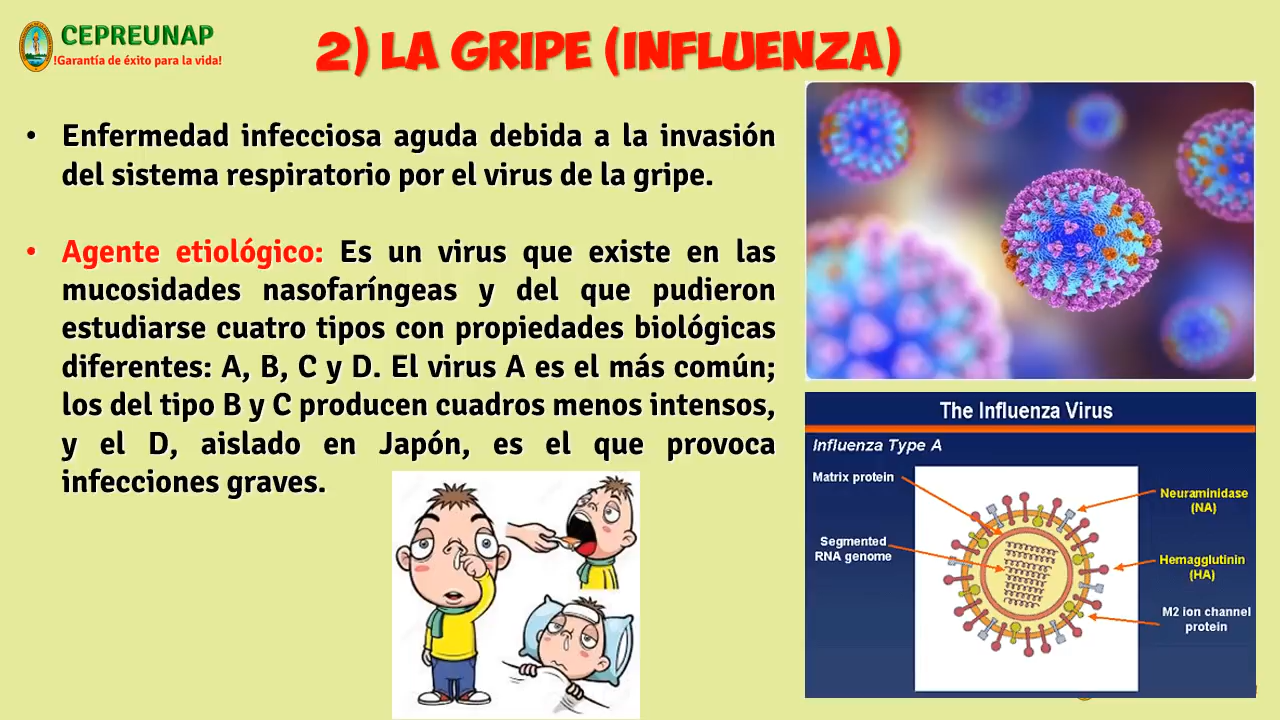 CEPREUNAP
!Garantía de éxito para la vida!
2) LA GRIPE (INFLUENZA)
• Enfermedad infecciosa aguda debida a la invasión
del sistema respiratorio por el virus de la gripe.
• Agente etiológico: Es un virus que existe en las
mucosidades nasofaríngeas y del que pudieron
estudiarse cuatro tipos con propiedades biológicas
diferentes: A, B, C y D. El virus A es el más común;
los del tipo B y C producen cuadros menos intensos,
y el D, aislado en Japón, es el que provoca
infecciones graves.
The Influenza Virus
Influenza Type A
Matrix protein
Segmented
RNA genome
Neuraminidase
(NA)
Hemagglutinin
(HA)
M2 ion channel
protein